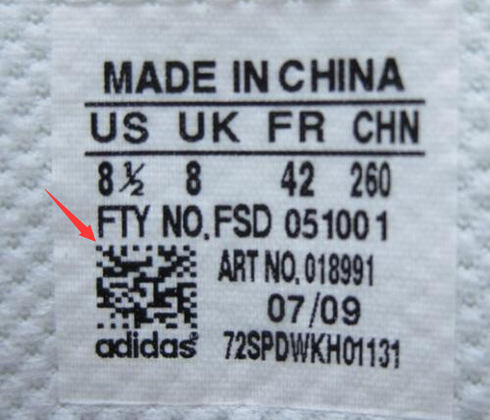 MADE IN CHINA
US UK FR CHN
8½ 8 42 260
FTY NO. FSD 051001
ART NO. 018991
07/09
adidas® 72SPDWKH01131